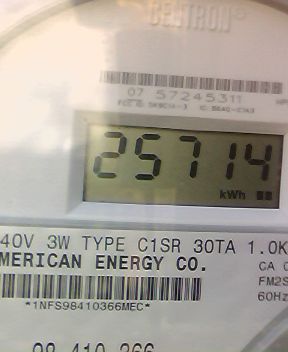 CENTRON®
07 57245311
25714
kWh
40V 3W TYPE C1SR 30TA 1.0K
MERICAN ENERGY CO.
CA 0
FM2S
60Hz
*1NFS98410366MEC*
98 410 366